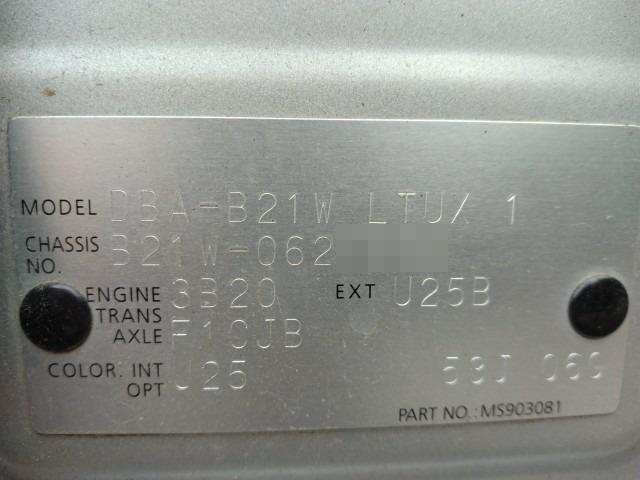 MODEL DBA-B21W LTUX 1
CHASSIS NO. B21W-062
ENGINE 3B20 EXT U25B
TRANS AXLE F1CJB
COLOR. INT OPT J25
53J 069
PART NO.: MS903081